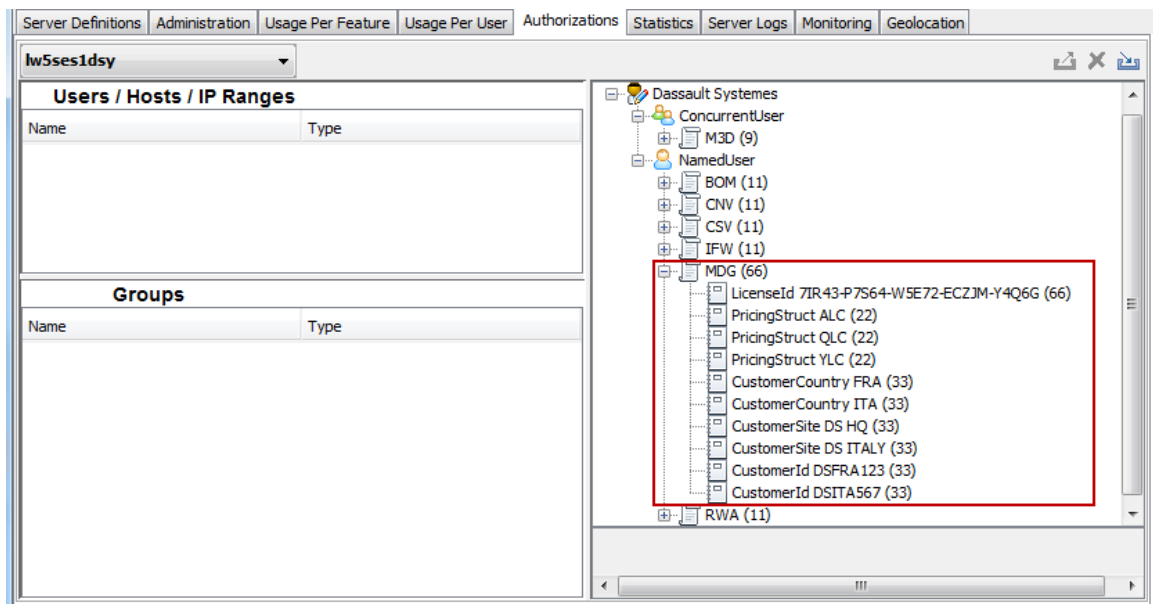 Server Definitions Administration Usage Per Feature Usage Per User Authorizations Statistics Server Logs Monitoring Geolocation
lw5ses1dsy
Users / Hosts / IP Ranges
Name Type
Groups
Name Type
Dassault Systemes
ConcurrentUser
M3D (9)
NamedUser
BOM (11)
CNV (11)
CSV (11)
IFW (11)
MDG (66)
LicenseId 7IR43-P7S64-W5E72-ECZJM-Y4Q6G (66)
PricingStruct ALC (22)
PricingStruct QLC (22)
PricingStruct YLC (22)
CustomerCountry FRA (33)
CustomerCountry ITA (33)
CustomerSite DS HQ (33)
CustomerSite DS ITALY (33)
CustomerId DSFRA123 (33)
CustomerId DSITA567 (33)
RWA (11)